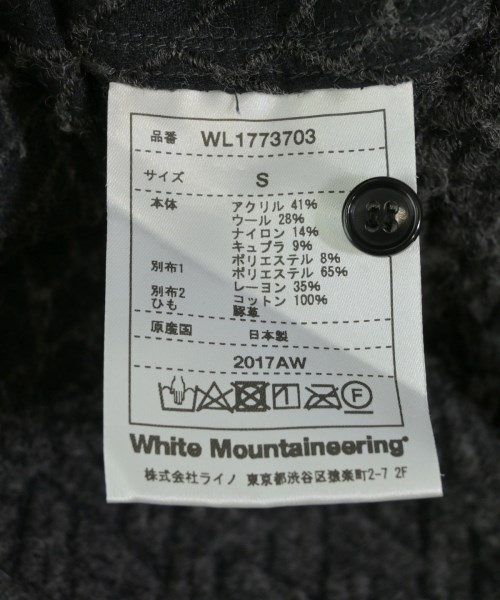 品番 WL1773703
サイズ S
本体 アクリル 41%
ウール 28%
ナイロン 14%
キュプラ 9%
ポリエステル 8%
別布1 ポリエステル 65%
レーヨン 35%
別布2 コットン 100%
ひも 豚革
原産国 日本製
2017AW
F
White Mountaineering
株式会社ライノ 東京都渋谷区猿楽町2-7 2F